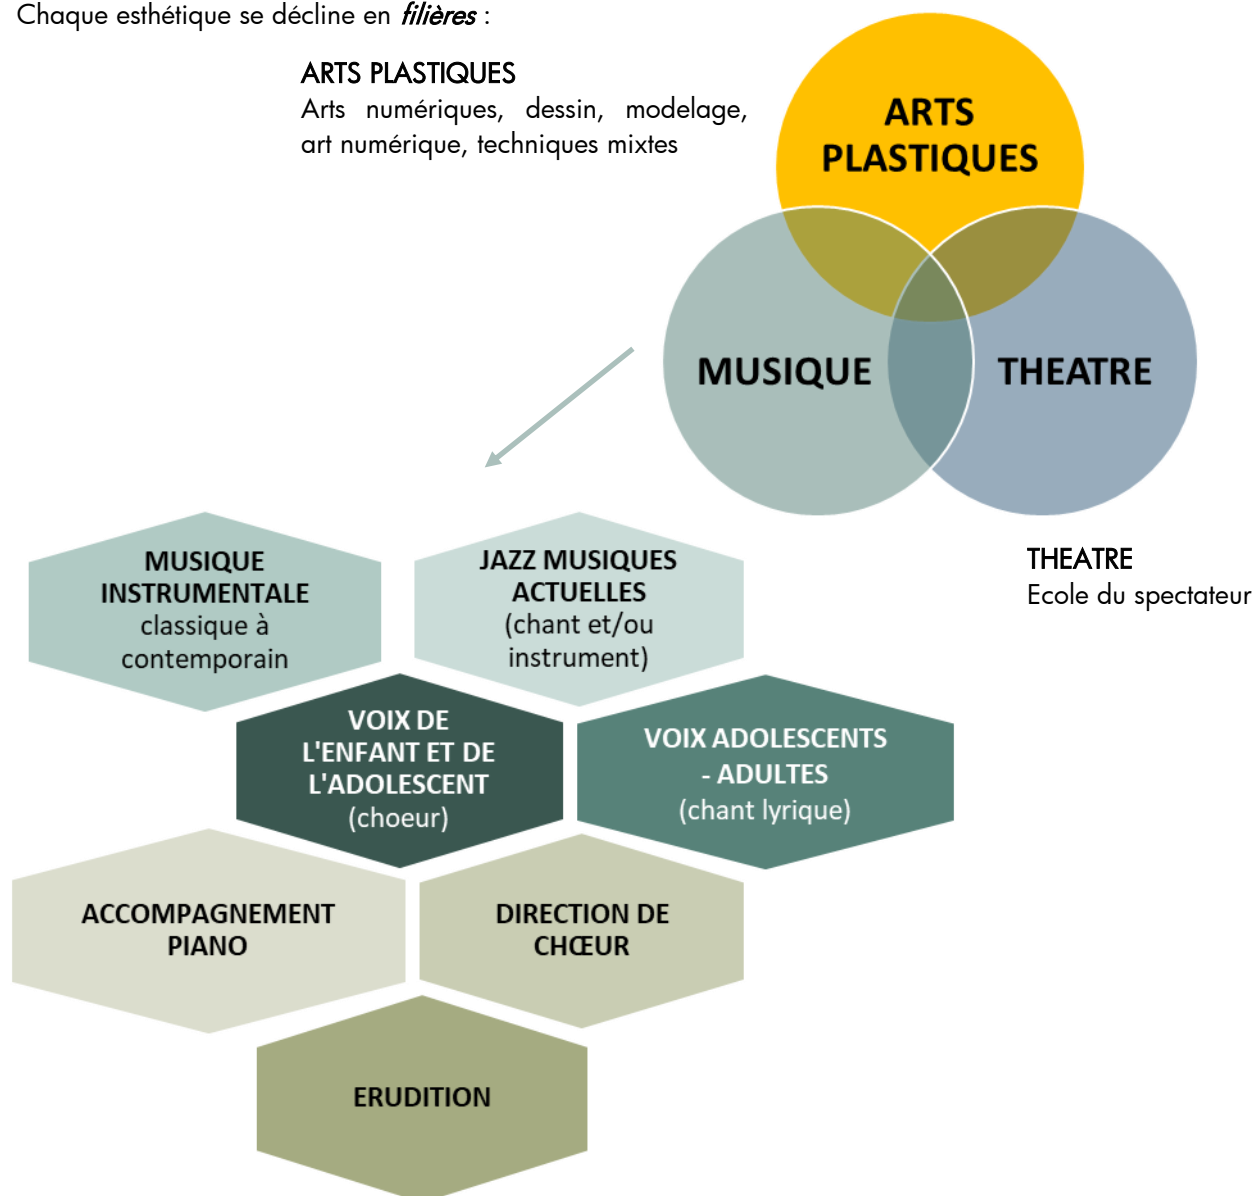 Chaque esthétique se décline en filières :
ARTS PLASTIQUES
Arts numériques, dessin, modelage,
art numérique, techniques mixtes
ARTS
PLASTIQUES
MUSIQUE
THEATRE
THEATRE
Ecole du spectateur
MUSIQUE
INSTRUMENTALE
classique à
contemporain
JAZZ MUSIQUES
ACTUELLES
(chant et/ou
instrument)
VOIX DE
L'ENFANT ET DE
L'ADOLESCENT
(choeur)
VOIX ADOLESCENTS
- ADULTES
(chant lyrique)
ACCOMPAGNEMENT
PIANO
DIRECTION DE
CHŒUR
ERUDITION